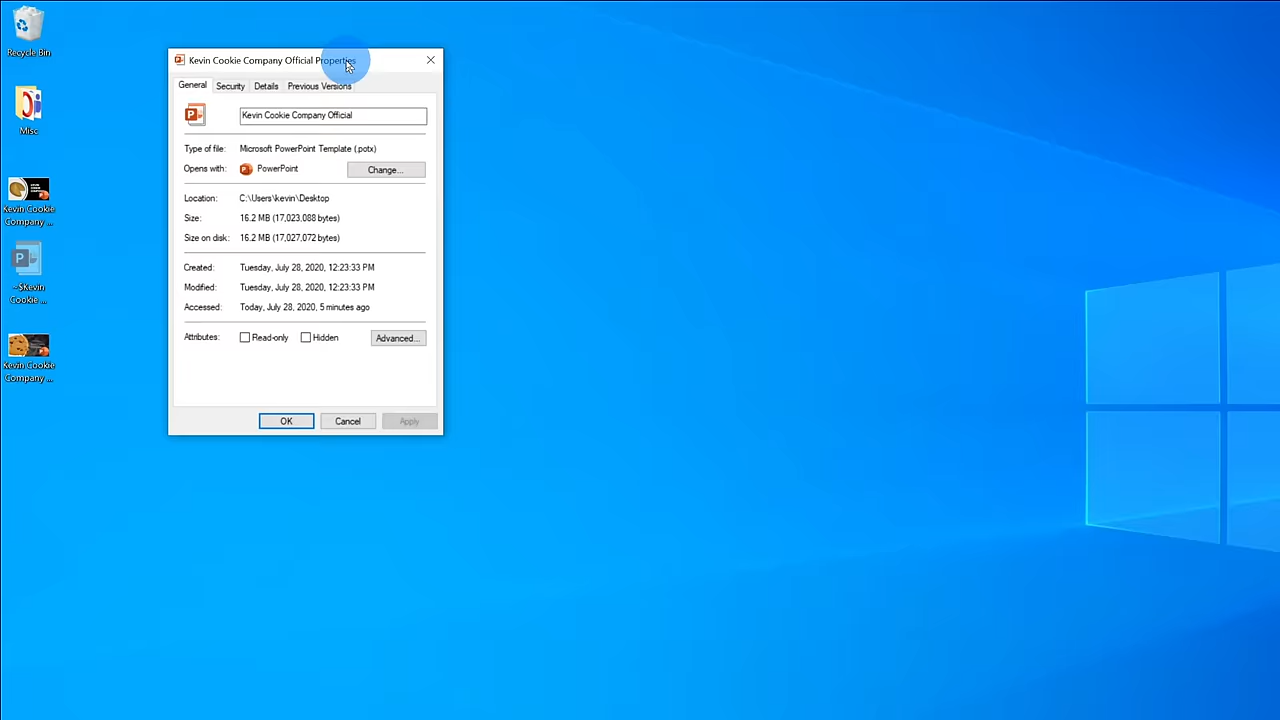 Recycle Bin
Misc
Kevin Cookie
Company ...
~$Kevin
Cookie ...
Kevin Cookie
Company ...
Kevin Cookie Company Official Properties
General Security Details Previous Versions
Kevin Cookie Company Official
Type of file: Microsoft PowerPoint Template (.potx)
Opens with: PowerPoint Change...
Location: C:\Users\kevin\Desktop
Size: 16.2 MB (17,023,088 bytes)
Size on disk: 16.2 MB (17,027,072 bytes)
Created: Tuesday, July 28, 2020, 12:23:33 PM
Modified: Tuesday, July 28, 2020, 12:23:33 PM
Accessed: Today, July 28, 2020, 5 minutes ago
Attributes: Read-only Hidden Advanced...
OK Cancel Apply